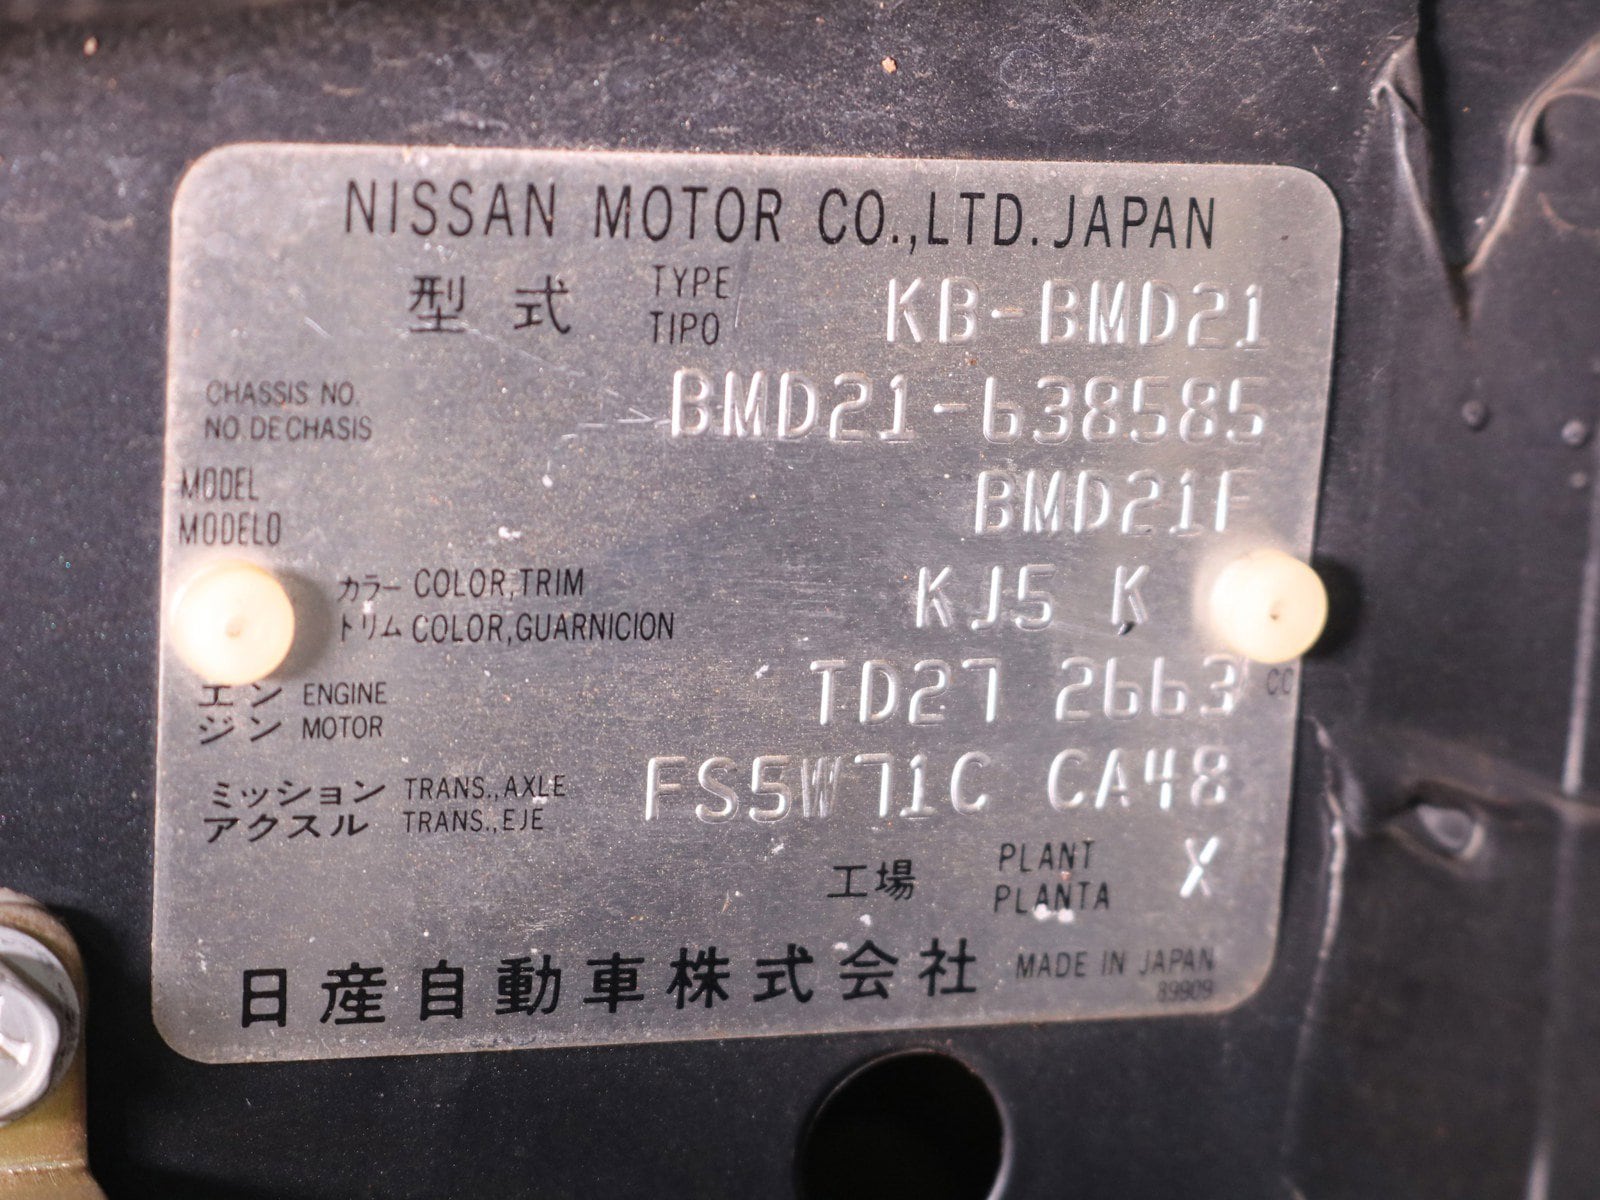 NISSAN MOTOR CO.,LTD. JAPAN
型式 TYPE KB-BMD21
TIPO
CHASSIS NO. BMD21-638585
NO. DE CHASIS
MODEL BMD21F
MODELO
カラー COLOR,TRIM KJ5 K
トリム COLOR,GUARNICION
エン ENGINE TD27 2663 CC
ジン MOTOR
ミッション TRANS.,AXLE FS5W71C CA48
アクスル TRANS.,EJE
工場 PLANT X
PLANTA
日産自動車株式会社 MADE IN JAPAN
89909